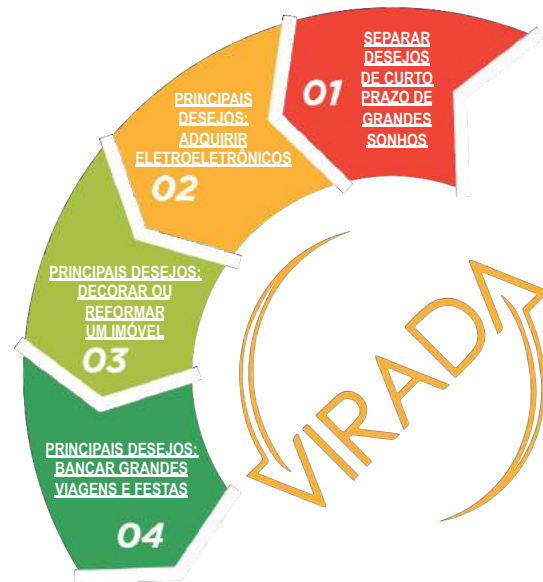 SEPARAR
DESEJOS
DE CURTO
PRAZO DE
GRANDES
SONHOS
01
PRINCIPAIS
DESEJOS:
ADQUIRIR
ELETROELETRÔNICOS
02
PRINCIPAIS DESEJOS:
DECORAR OU
REFORMAR
UM IMÓVEL
03
PRINCIPAIS DESEJOS:
BANCAR GRANDES
VIAGENS E FESTAS
04
VIRADA